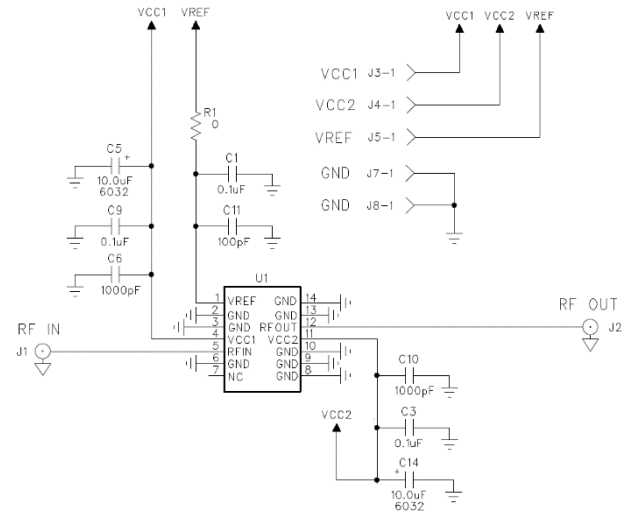 VCC1 VREF
VCC1 VCC2 VREF
VCC1 J3-1
VCC2 J4-1
VREF J5-1
GND J7-1
GND J8-1
R1
0
C5
+
10.0uF
6032
C1
0.1uF
C9
0.1uF
C11
100pF
C6
1000pF
U1
1 VREF GND 14
2 GND GND 13
3 GND RFOUT 12
4 VCC1 VCC2 11
5 RFIN GND 10
6 GND GND 9
7 NC GND 8
RF IN
J1
RF OUT
J2
C10
1000pF
VCC2
C3
0.1uF
+ C14
10.0uF
6032